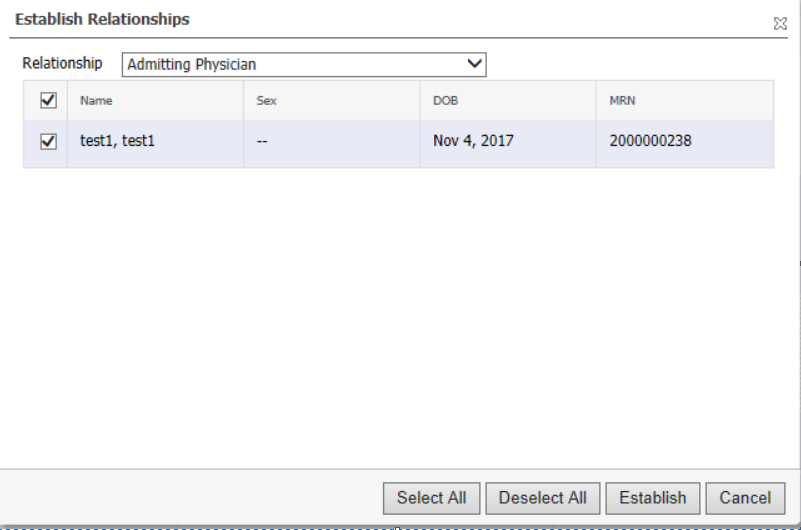 Establish Relationships
Relationship Admitting Physician
Name Sex DOB MRN
test1, test1 -- Nov 4, 2017 2000000238
Select All Deselect All Establish Cancel